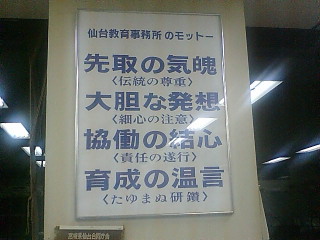 仙台教育事務所のモットー
先取の気魄
〈伝統の尊重〉
大胆な発想
〈細心の注意〉
協働の結心
〈責任の遂行〉
育成の温言
〈たゆまぬ研鑽〉